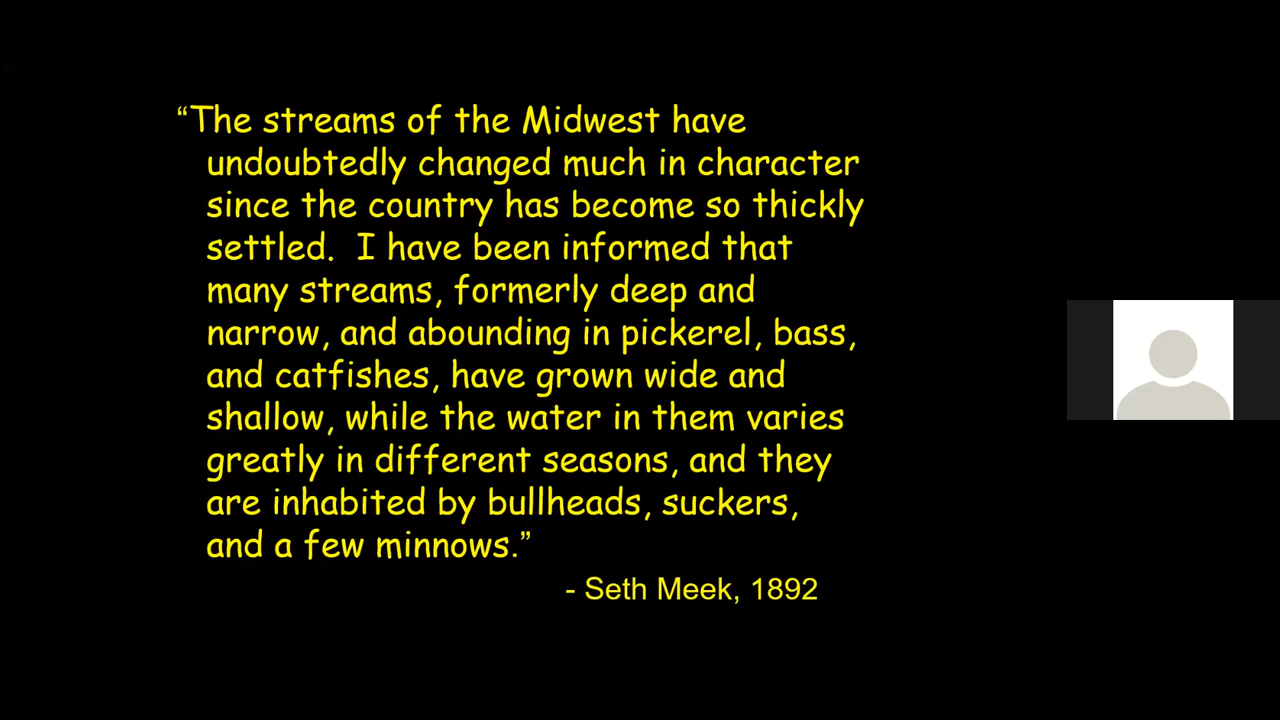 “The streams of the Midwest have
undoubtedly changed much in character
since the country has become so thickly
settled.  I have been informed that
many streams, formerly deep and
narrow, and abounding in pickerel, bass,
and catfishes, have grown wide and
shallow, while the water in them varies
greatly in different seasons, and they
are inhabited by bullheads, suckers,
and a few minnows.”
- Seth Meek, 1892